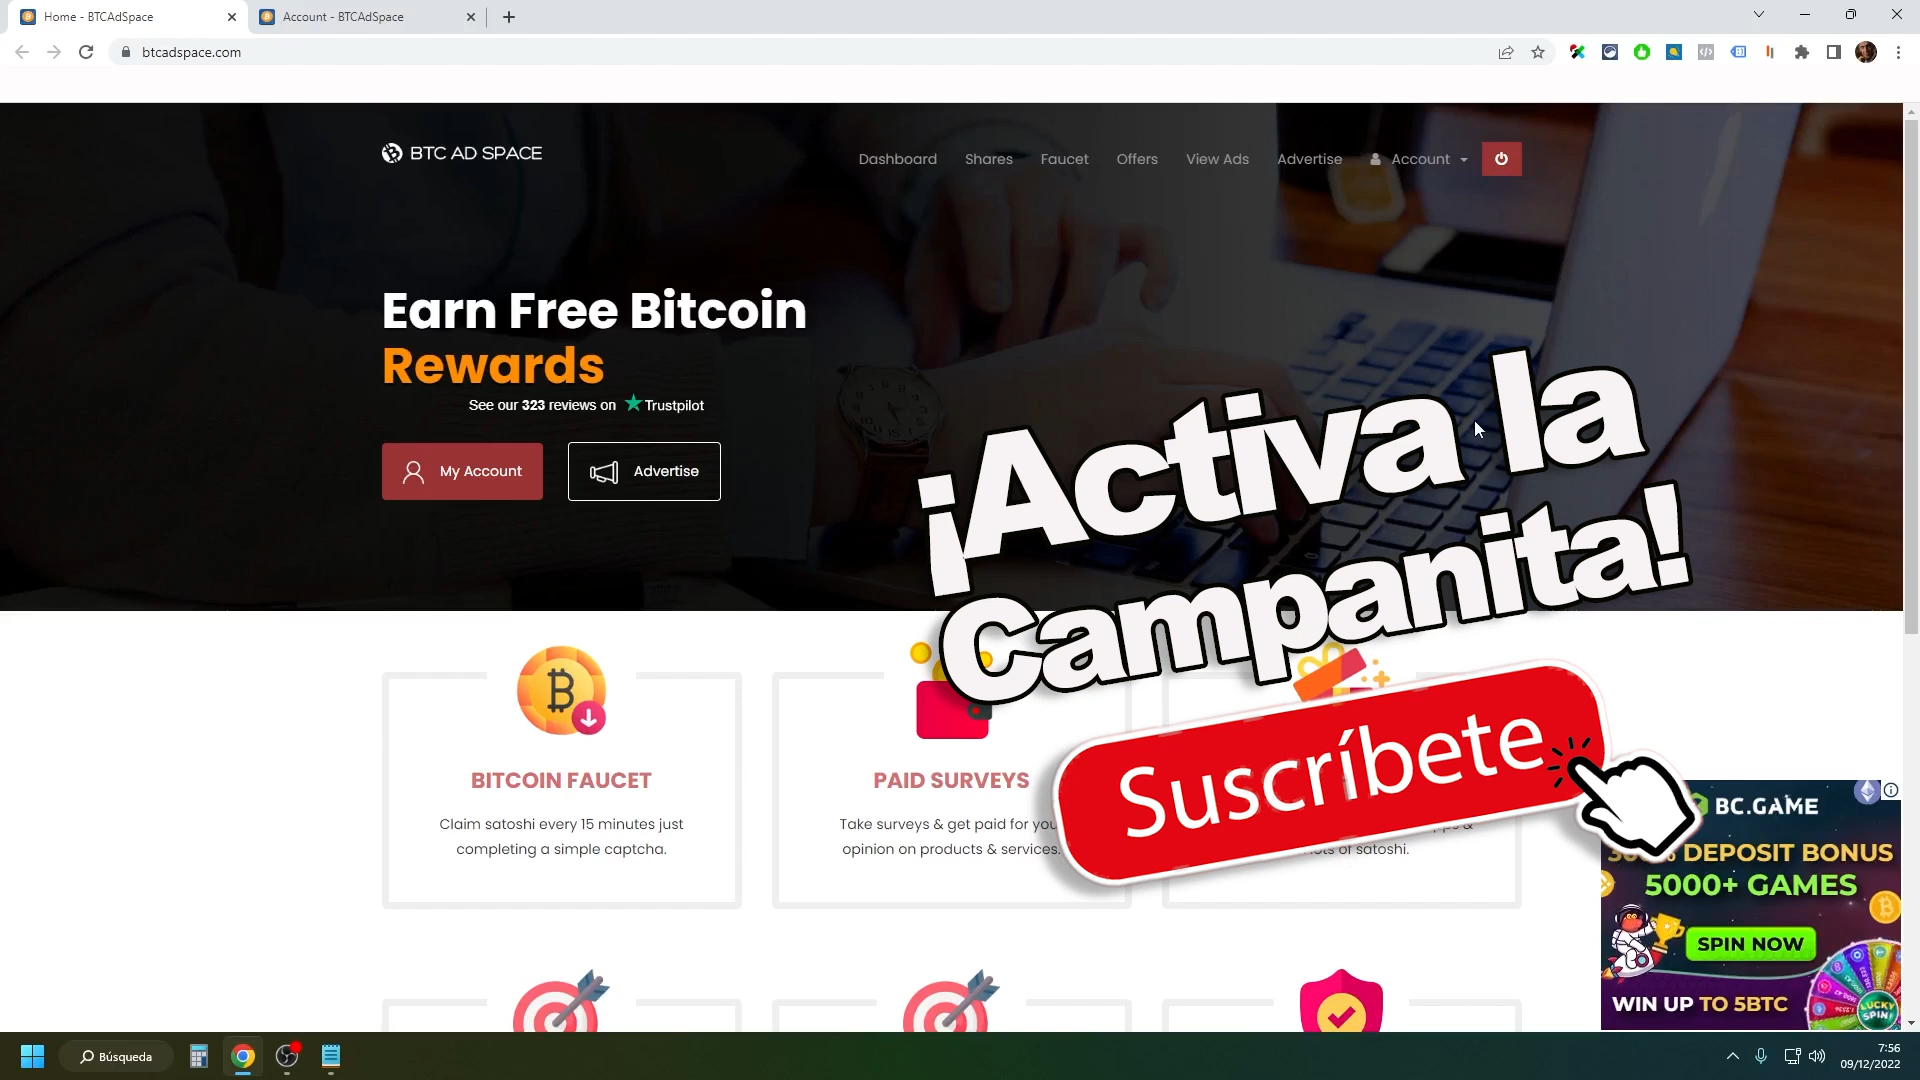 Home - BTCAdSpace
Account - BTCAdSpace
btcadspace.com
BTC AD SPACE
Dashboard
Shares
Faucet
Offers
View Ads
Advertise
Account
Earn Free Bitcoin
Rewards
See our 323 reviews on Trustpilot
My Account
Advertise
¡Activa la
Campanita!
Suscríbete
BITCOIN FAUCET
Claim satoshi every 15 minutes just
completing a simple captcha.
PAID SURVEYS
Take surveys & get paid for you
opinion on products & services.
of satoshi.
BC.GAME
DEPOSIT BONUS
5000+ GAMES
SPIN NOW
WIN UP TO 5BTC
LUCKY
SPIN!
Búsqueda
7:56
09/12/2022